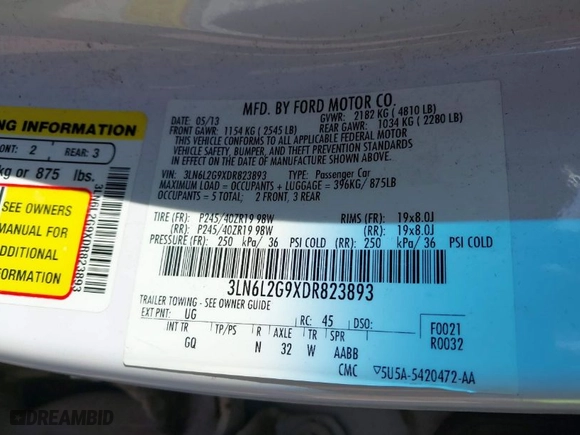 MFD. BY FORD MOTOR CO.
DATE: 05/13 GVWR: 2182 KG ( 4810 LB)
FRONT GAWR: 1154 KG ( 2545 LB) REAR GAWR: 1034 KG ( 2280 LB)
THIS VEHICLE CONFORMS TO ALL APPLICABLE FEDERAL MOTOR
VEHICLE SAFETY, BUMPER, AND THEFT PREVENTION STANDARDS
IN EFFECT ON THE DATE OF MANUFACTURE SHOWN ABOVE.
VIN: 3LN6L2G9XDR823893 TYPE: Passenger Car
MAXIMUM LOAD = OCCUPANTS + LUGGAGE = 396KG/875LB
OCCUPANTS = 5 TOTAL; 2 FRONT, 3 REAR
TIRE (FR): P245/40ZR19 98W RIMS (FR): 19x8.0J
(RR): P245/40ZR19 98W (RR): 19x8.0J
PRESSURE (FR): 250 kPa/ 36 PSI COLD (RR): 250 kPa/ 36 PSI COLD
3LN6L2G9XDR823893
TRAILER TOWING - SEE OWNER GUIDE
EXT PNT: UG RC: 45 DSO: F0021
R0032
INT TR TP/PS R AXLE TR SPR
GQ N 32 W AABB
CMC ▽5U5A-5420472-AA
NG INFORMATION
ONT: 2 REAR: 3
kg or 875 lbs.
SEE OWNERS
MANUAL FOR
ADDITIONAL
INFORMATION
3LN6L2G9XDR823893
DREAMBID